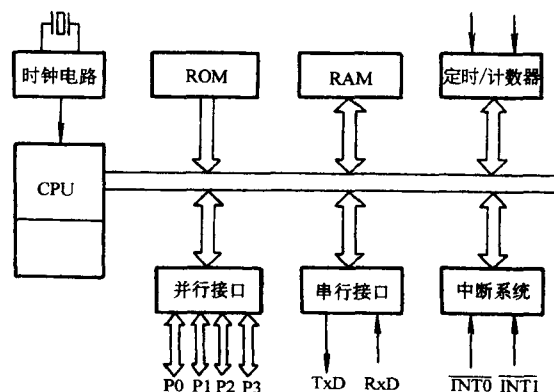 时钟电路
ROM
RAM
定时/计数器
CPU
并行接口
串行接口
中断系统
P0 P1 P2 P3
TxD RxD
INT0 INT1